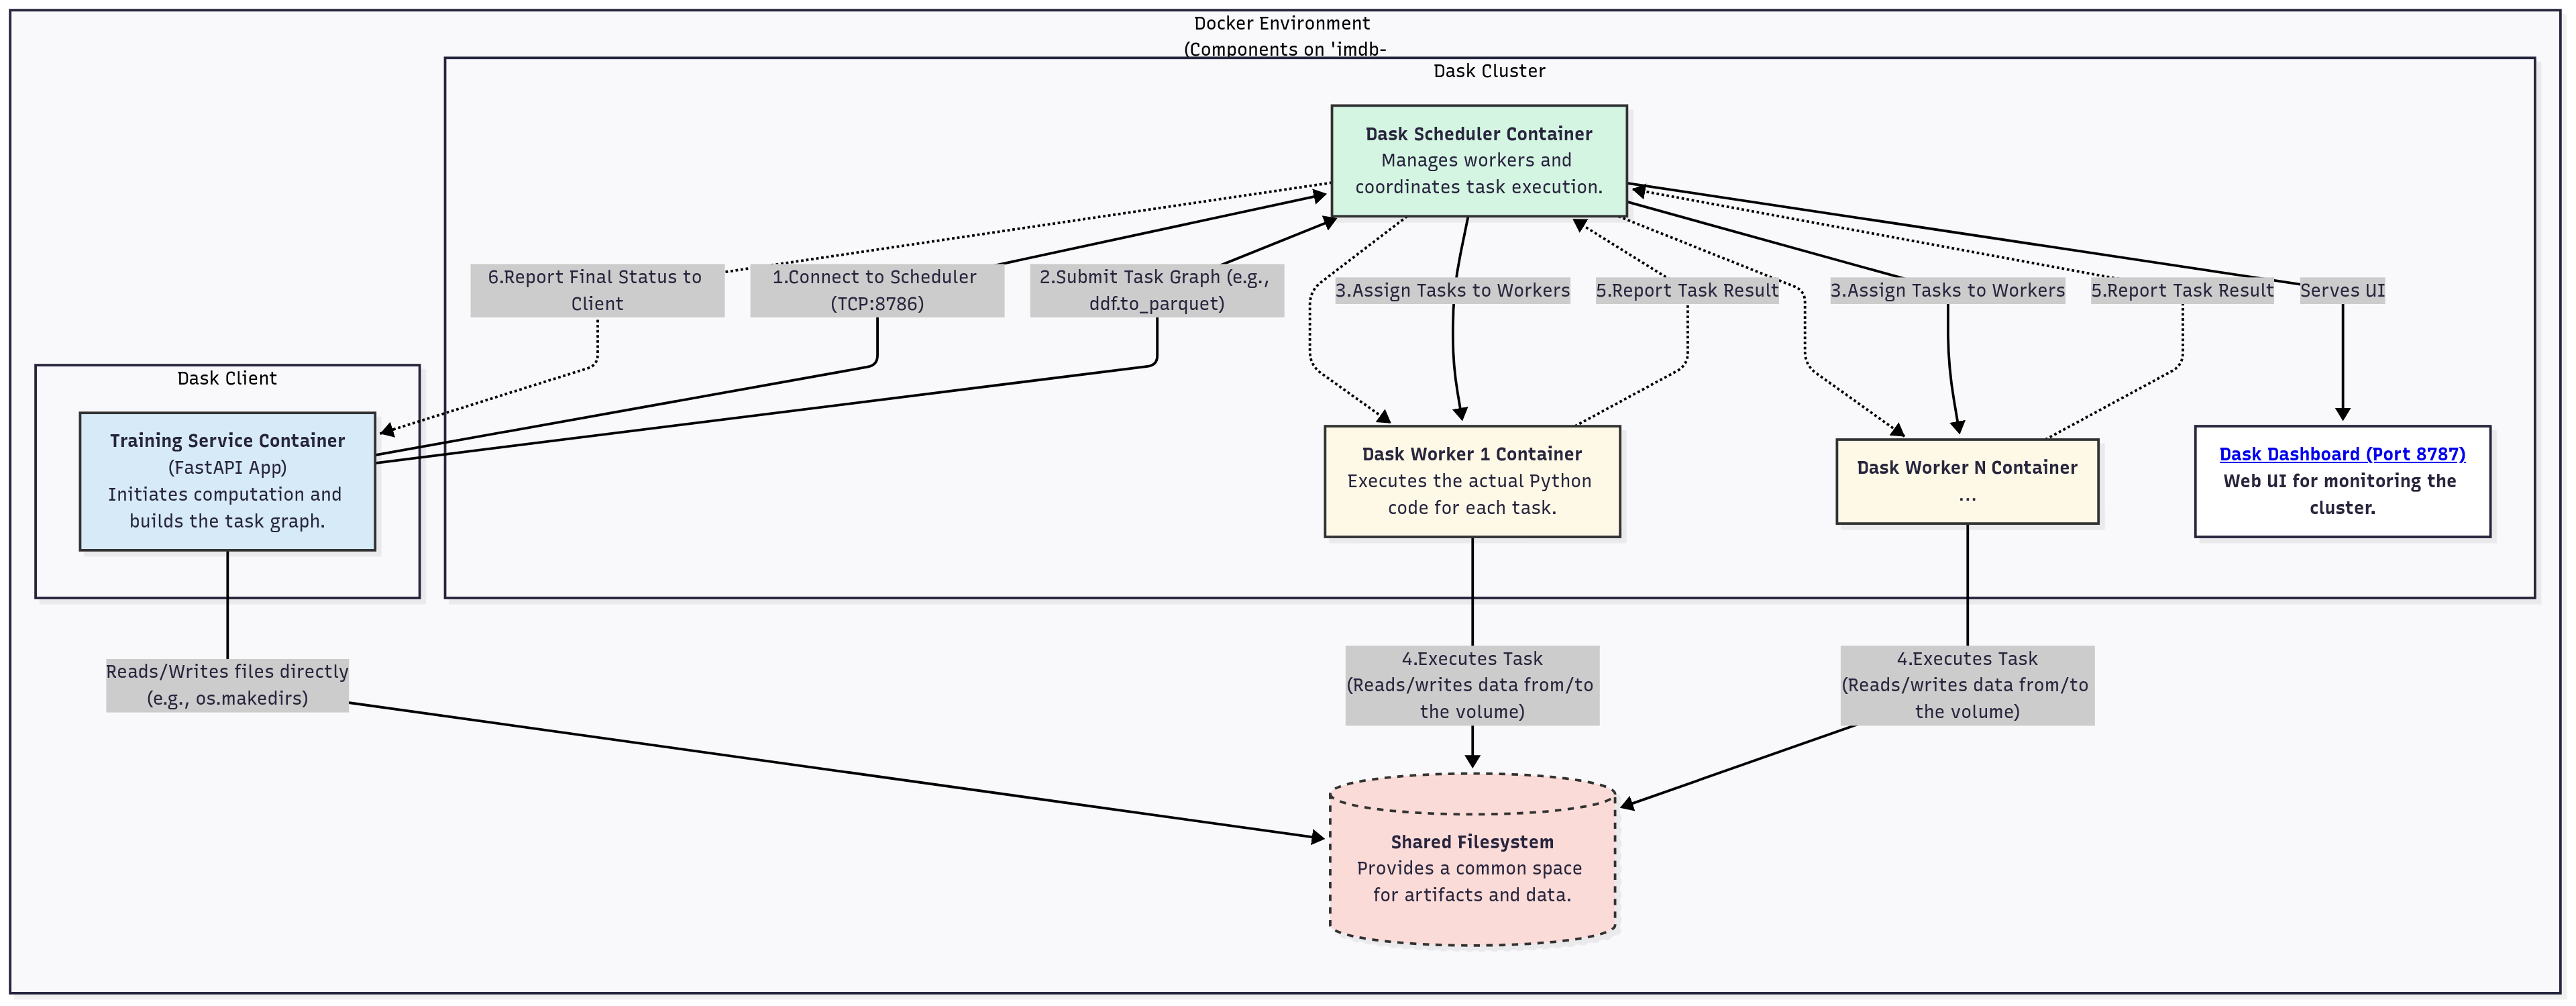 Docker Environment
(Components on 'imdb-
Dask Cluster
Dask Scheduler Container
Manages workers and
coordinates task execution.
6.Report Final Status to
Client
1.Connect to Scheduler
(TCP:8786)
2.Submit Task Graph (e.g.,
ddf.to_parquet)
3.Assign Tasks to Workers
5.Report Task Result
3.Assign Tasks to Workers
5.Report Task Result
Serves UI
Dask Client
Training Service Container
(FastAPI App)
Initiates computation and
builds the task graph.
Dask Worker 1 Container
Executes the actual Python
code for each task.
Dask Worker N Container
...
Dask Dashboard (Port 8787)
Web UI for monitoring the
cluster.
Reads/Writes files directly
(e.g., os.makedirs)
4.Executes Task
(Reads/writes data from/to
the volume)
4.Executes Task
(Reads/writes data from/to
the volume)
Shared Filesystem
Provides a common space
for artifacts and data.